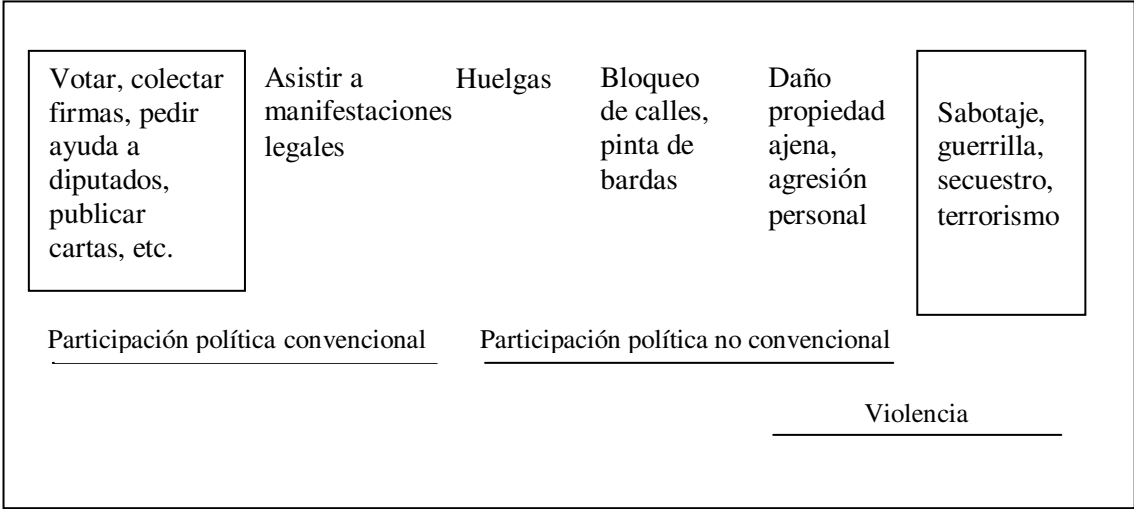 Votar, colectar
firmas, pedir
ayuda a
diputados,
publicar
cartas, etc.
Asistir a
manifestaciones
legales
Huelgas
Bloqueo
de calles,
pinta de
bardas
Daño
propiedad
ajena,
agresión
personal
Sabotaje,
guerrilla,
secuestro,
terrorismo
Participación política convencional
Participación política no convencional
Violencia